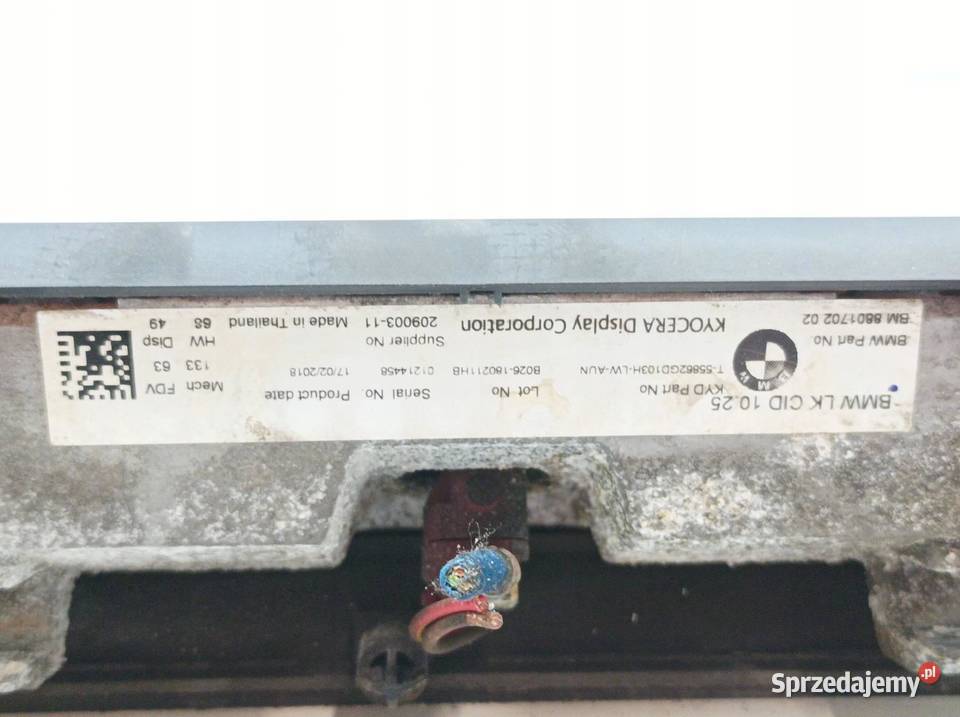 BMW LK CID 10.25
BMW Part No
BM 8801702 02
BMW
KYD Part No
T-55862GD103H-LW-AUN
KYOCERA Display Corporation
Lot No
B026-180211HB
Serial No.
01214458
Product date
17/02/2018
Supplier No
209003-11
Made in Thailand
Mech FDV
133 63
HW Disp
68 49
Sprzedajemy.pl